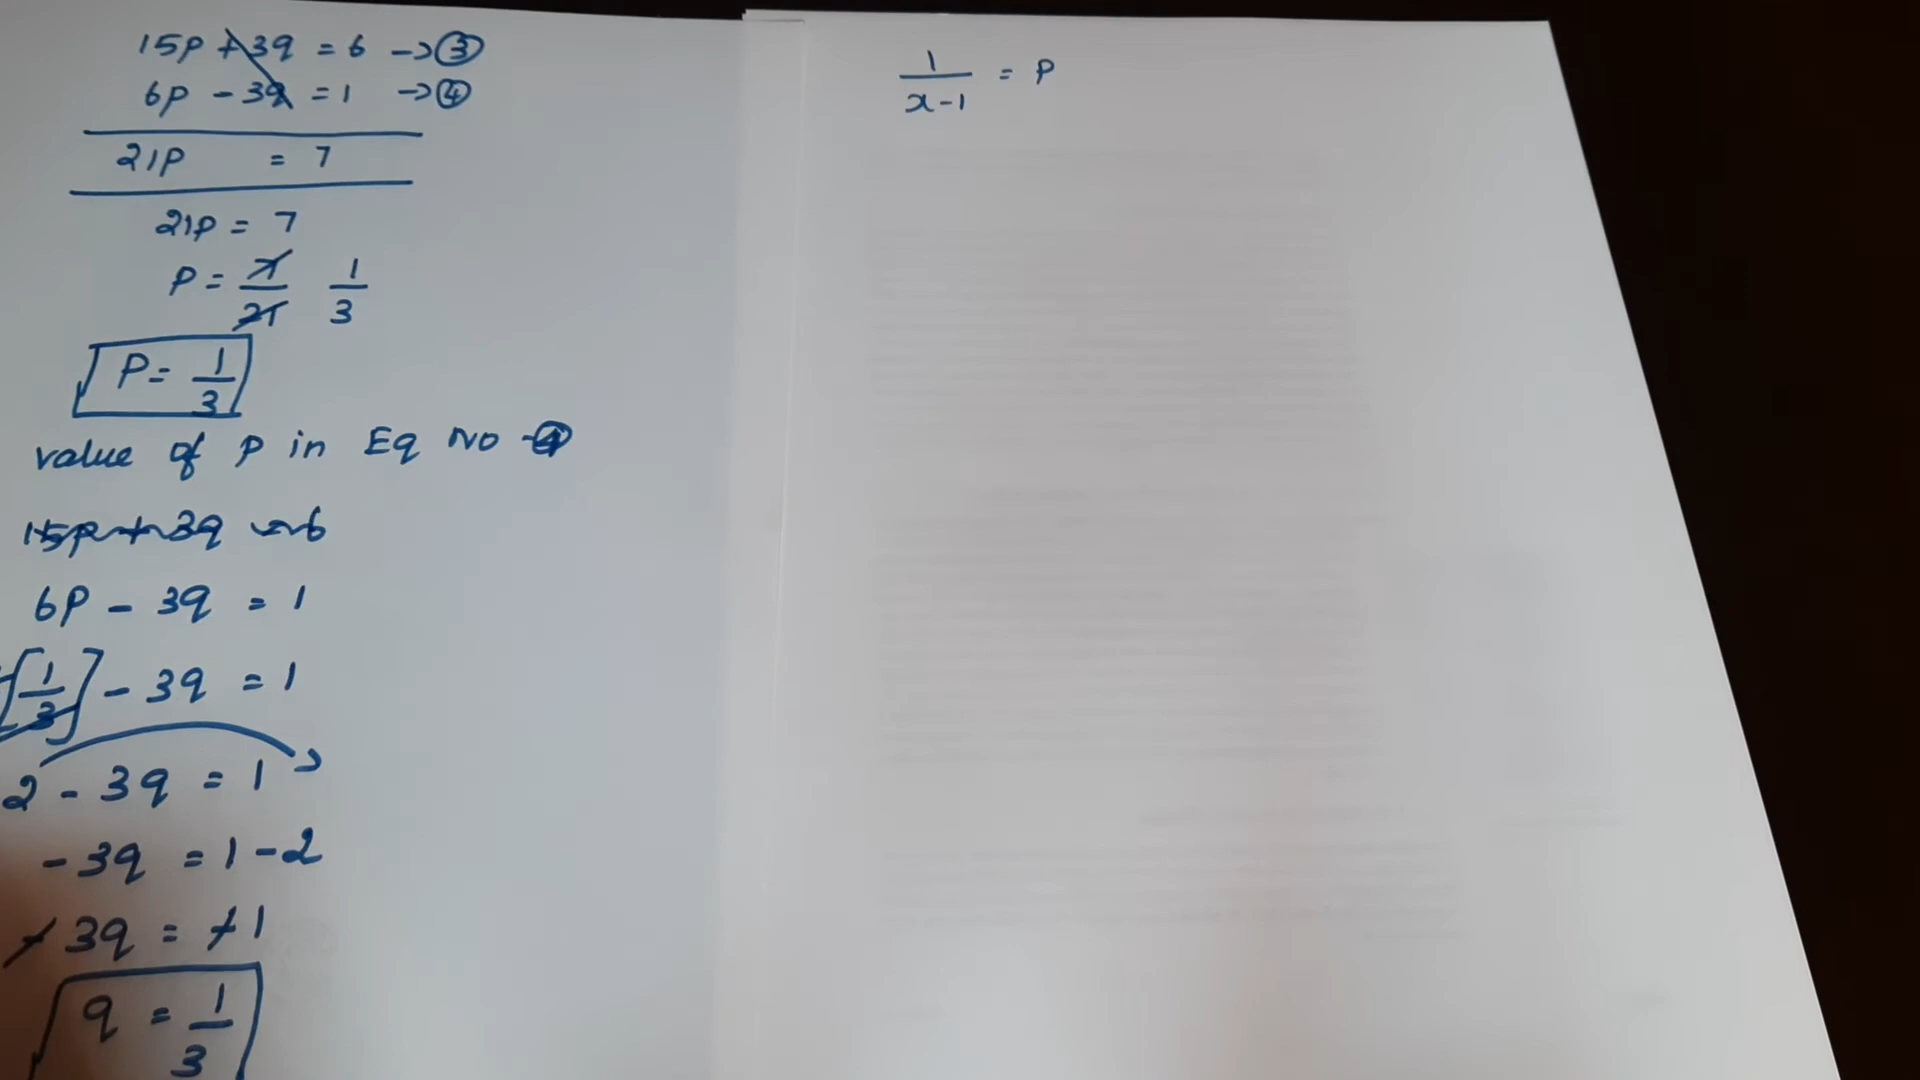 15p + 3q = 6 → ③
6p - 3q = 1 → ④
21p = 7
21p = 7
p = 7/21 1/3
P = 1/3
value of p in Eq No ④
15p + 3q = 6
6p - 3q = 1
[1/3] - 3q = 1
2 - 3q = 1
-3q = 1 - 2
-3q = -1
q = 1/3
1/(x-1) = P